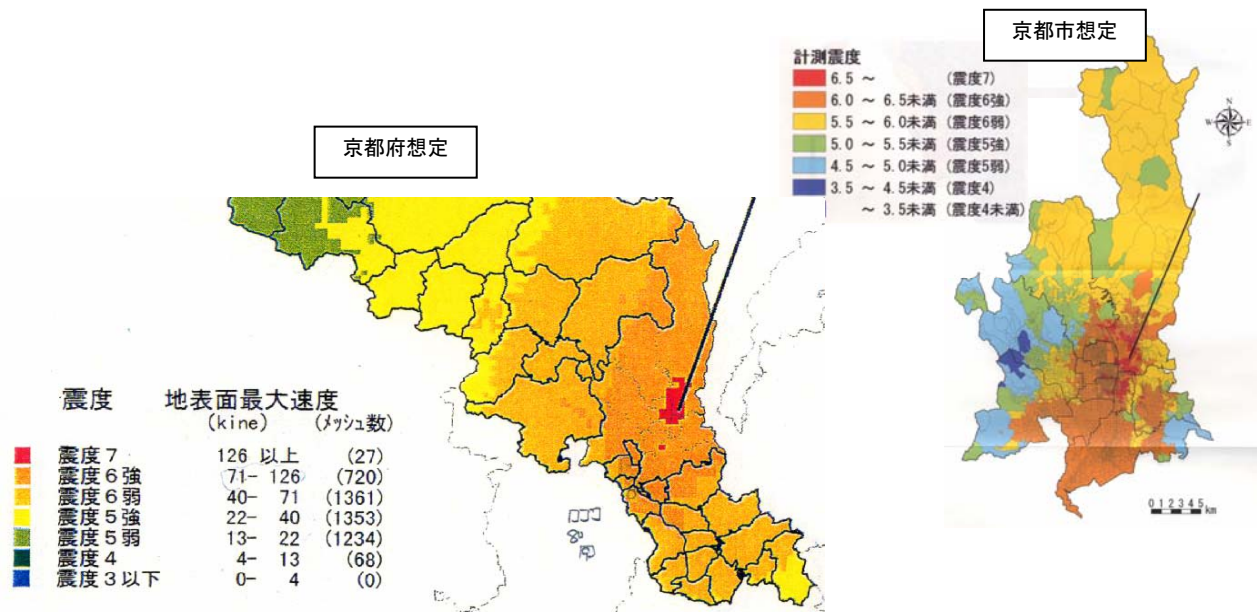 京都市想定
計測震度
6.5 ～ (震度7)
6.0 ～ 6.5未満 (震度6強)
5.5 ～ 6.0未満 (震度6弱)
5.0 ～ 5.5未満 (震度5強)
4.5 ～ 5.0未満 (震度5弱)
3.5 ～ 4.5未満 (震度4)
～ 3.5未満 (震度4未満)
N
W E
S
0 1 2 3 4 5 km
京都府想定
震度 地表面最大速度
(kine) (メッシュ数)
震度7 126 以上 (27)
震度6強 71- 126 (720)
震度6弱 40- 71 (1361)
震度5強 22- 40 (1353)
震度5弱 13- 22 (1234)
震度4 4- 13 (68)
震度3以下 0- 4 (0)